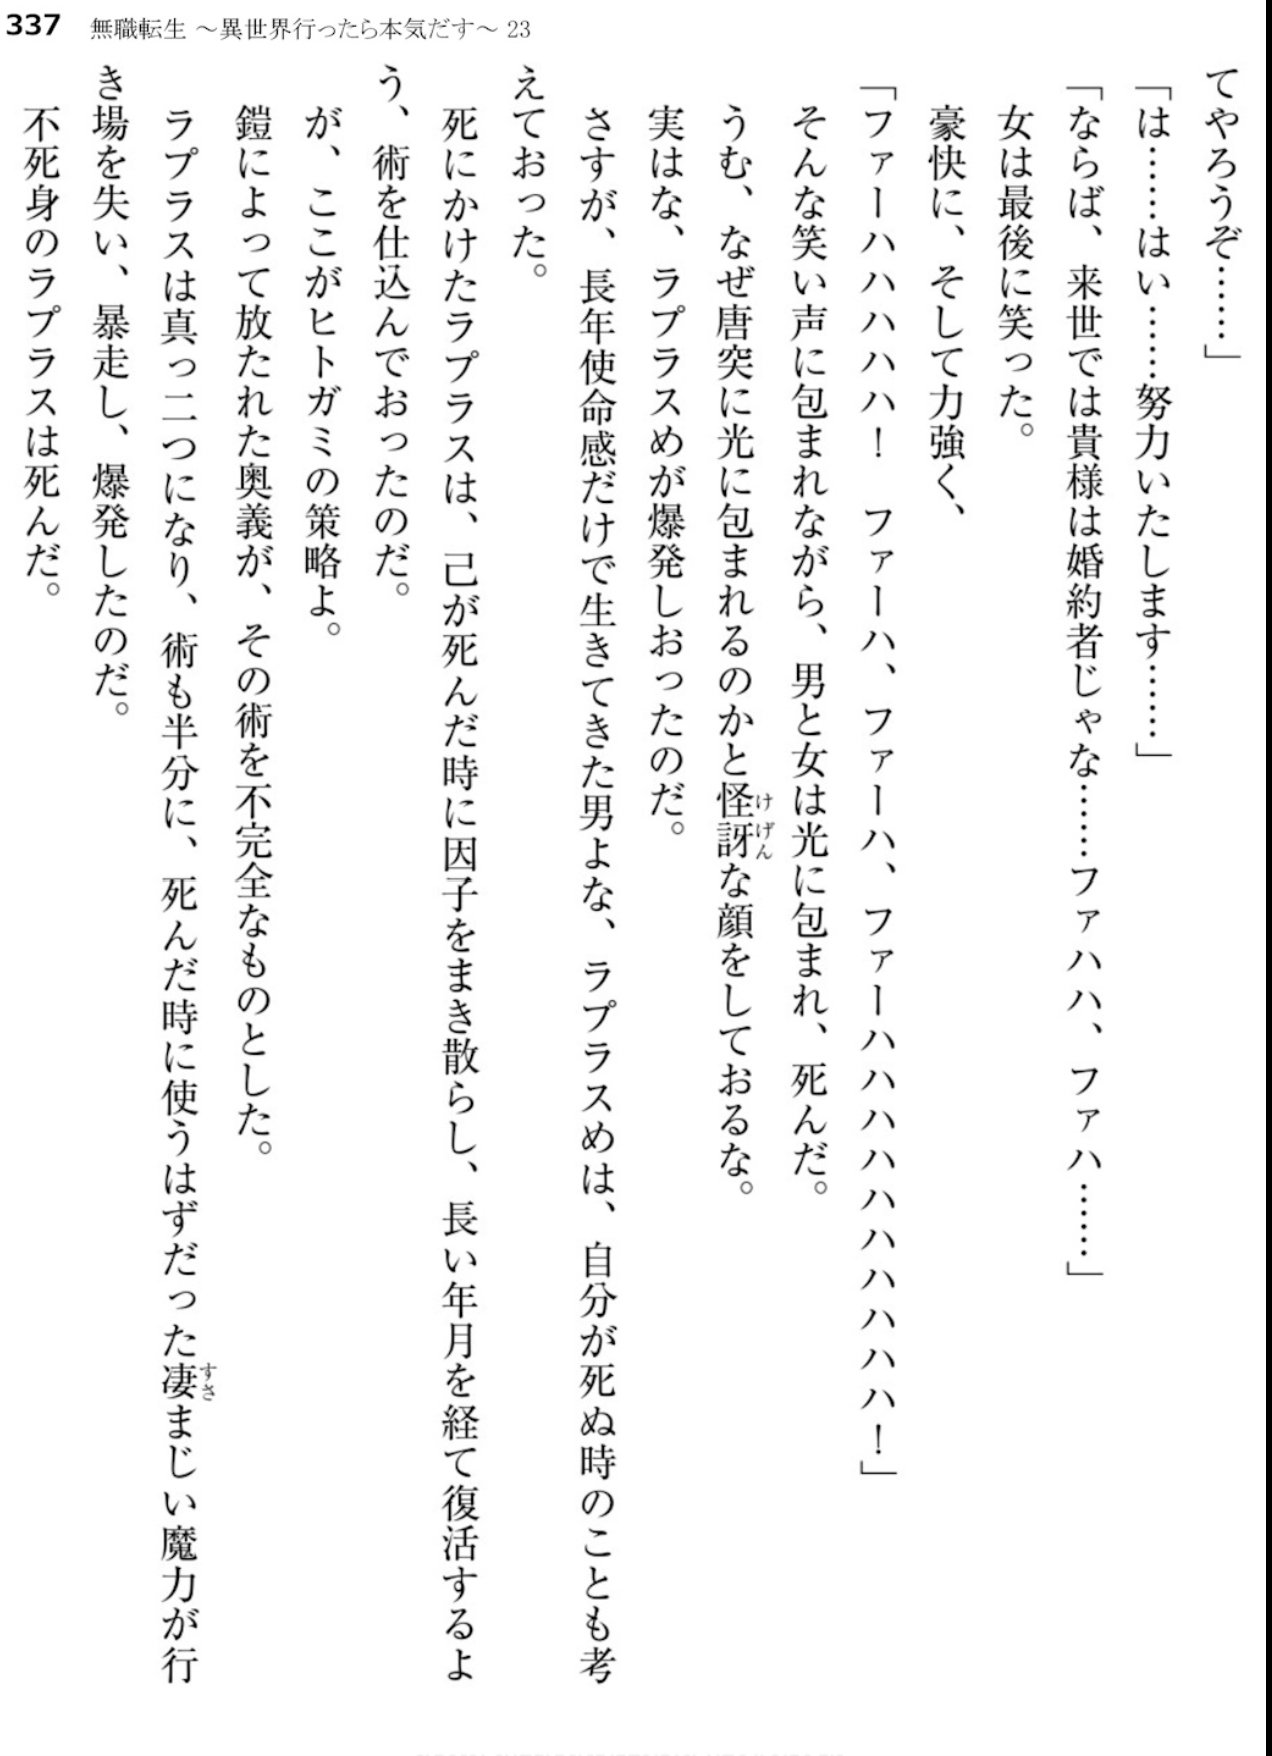 337 無職転生 ～異世界行ったら本気だす～ 23
てやろうぞ……」
「は……はい……努力いたします……」
「ならば、来世では貴様は婚約者じゃな……ファハハ、ファハ……」
女は最後に笑った。
豪快に、そして力強く、
「ファーハハハハハ！　ファーハ、ファーハ、ファーハハハハハハハハハハ！」
そんな笑い声に包まれながら、男と女は光に包まれ、死んだ。
うむ、なぜ唐突に光に包まれるのかと怪訝な顔をしておるな。
けげん
実はな、ラプラスめが爆発しおったのだ。
さすが、長年使命感だけで生きてきた男よな、ラプラスめは、自分が死ぬ時のことも考
えておった。
死にかけたラプラスは、己が死んだ時に因子をまき散らし、長い年月を経て復活するよ
う、術を仕込んでおったのだ。
が、ここがヒトガミの策略よ。
鎧によって放たれた奥義が、その術を不完全なものとした。
ラプラスは真っ二つになり、術も半分に、死んだ時に使うはずだった凄まじい魔力が行
すさ
き場を失い、暴走し、爆発したのだ。
不死身のラプラスは死んだ。